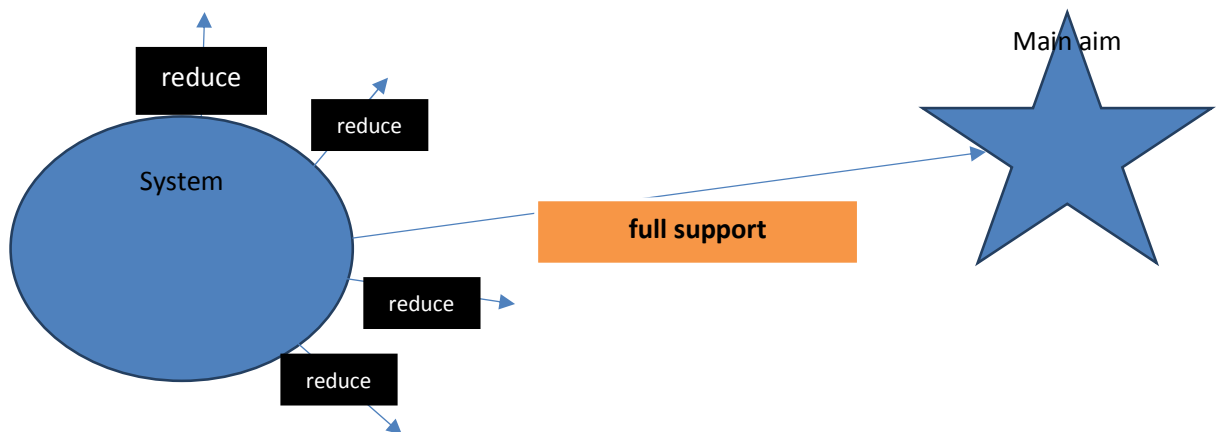 Main aim
reduce
reduce
System
full support
reduce
reduce